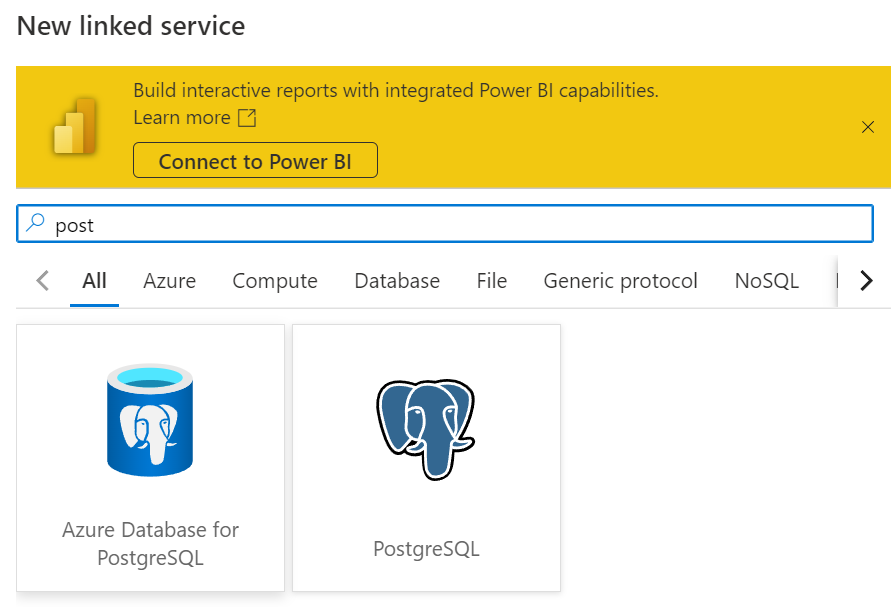 New linked service
Build interactive reports with integrated Power BI capabilities.
Learn more
Connect to Power BI
post
All Azure Compute Database File Generic protocol NoSQL
Azure Database for
PostgreSQL
PostgreSQL